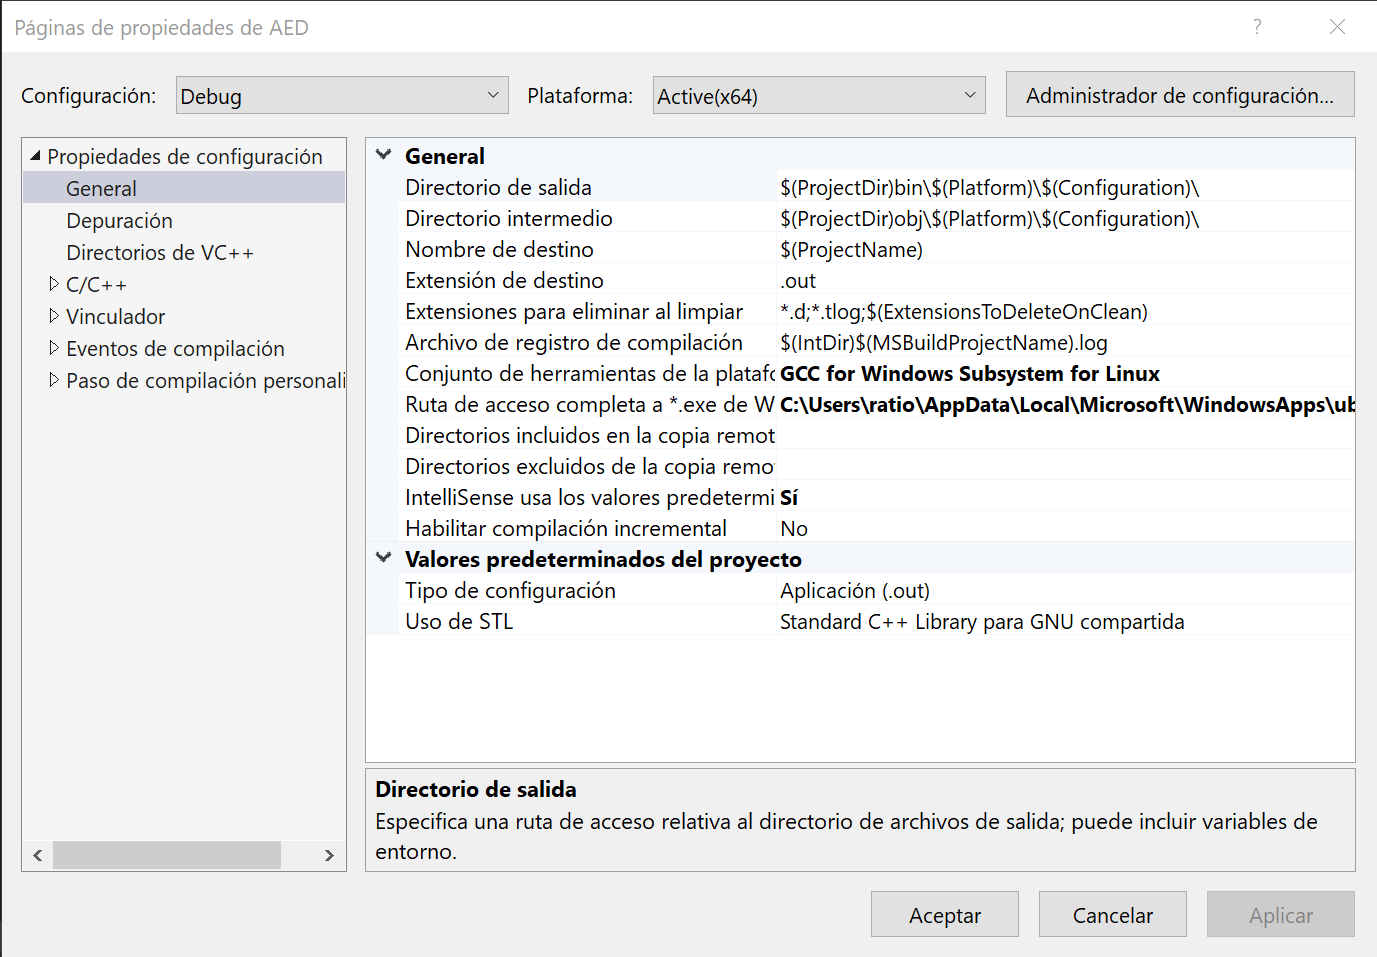 Páginas de propiedades de AED ?
Configuración: Debug Plataforma: Active(x64) Administrador de configuración...
Propiedades de configuración
General
Depuración
Directorios de VC++
C/C++
Vinculador
Eventos de compilación
Paso de compilación personali
General
Directorio de salida $(ProjectDir)bin\$(Platform)\$(Configuration)\
Directorio intermedio $(ProjectDir)obj\$(Platform)\$(Configuration)\
Nombre de destino $(ProjectName)
Extensión de destino .out
Extensiones para eliminar al limpiar *.d;*.tlog;$(ExtensionsToDeleteOnClean)
Archivo de registro de compilación $(IntDir)$(MSBuildProjectName).log
Conjunto de herramientas de la platafo GCC for Windows Subsystem for Linux
Ruta de acceso completa a *.exe de W C:\Users\ratio\AppData\Local\Microsoft\WindowsApps\ub
Directorios incluidos en la copia remot
Directorios excluidos de la copia remo
IntelliSense usa los valores predetermi Sí
Habilitar compilación incremental No
Valores predeterminados del proyecto
Tipo de configuración Aplicación (.out)
Uso de STL Standard C++ Library para GNU compartida
Directorio de salida
Especifica una ruta de acceso relativa al directorio de archivos de salida; puede incluir variables de
entorno.
Aceptar Cancelar Aplicar